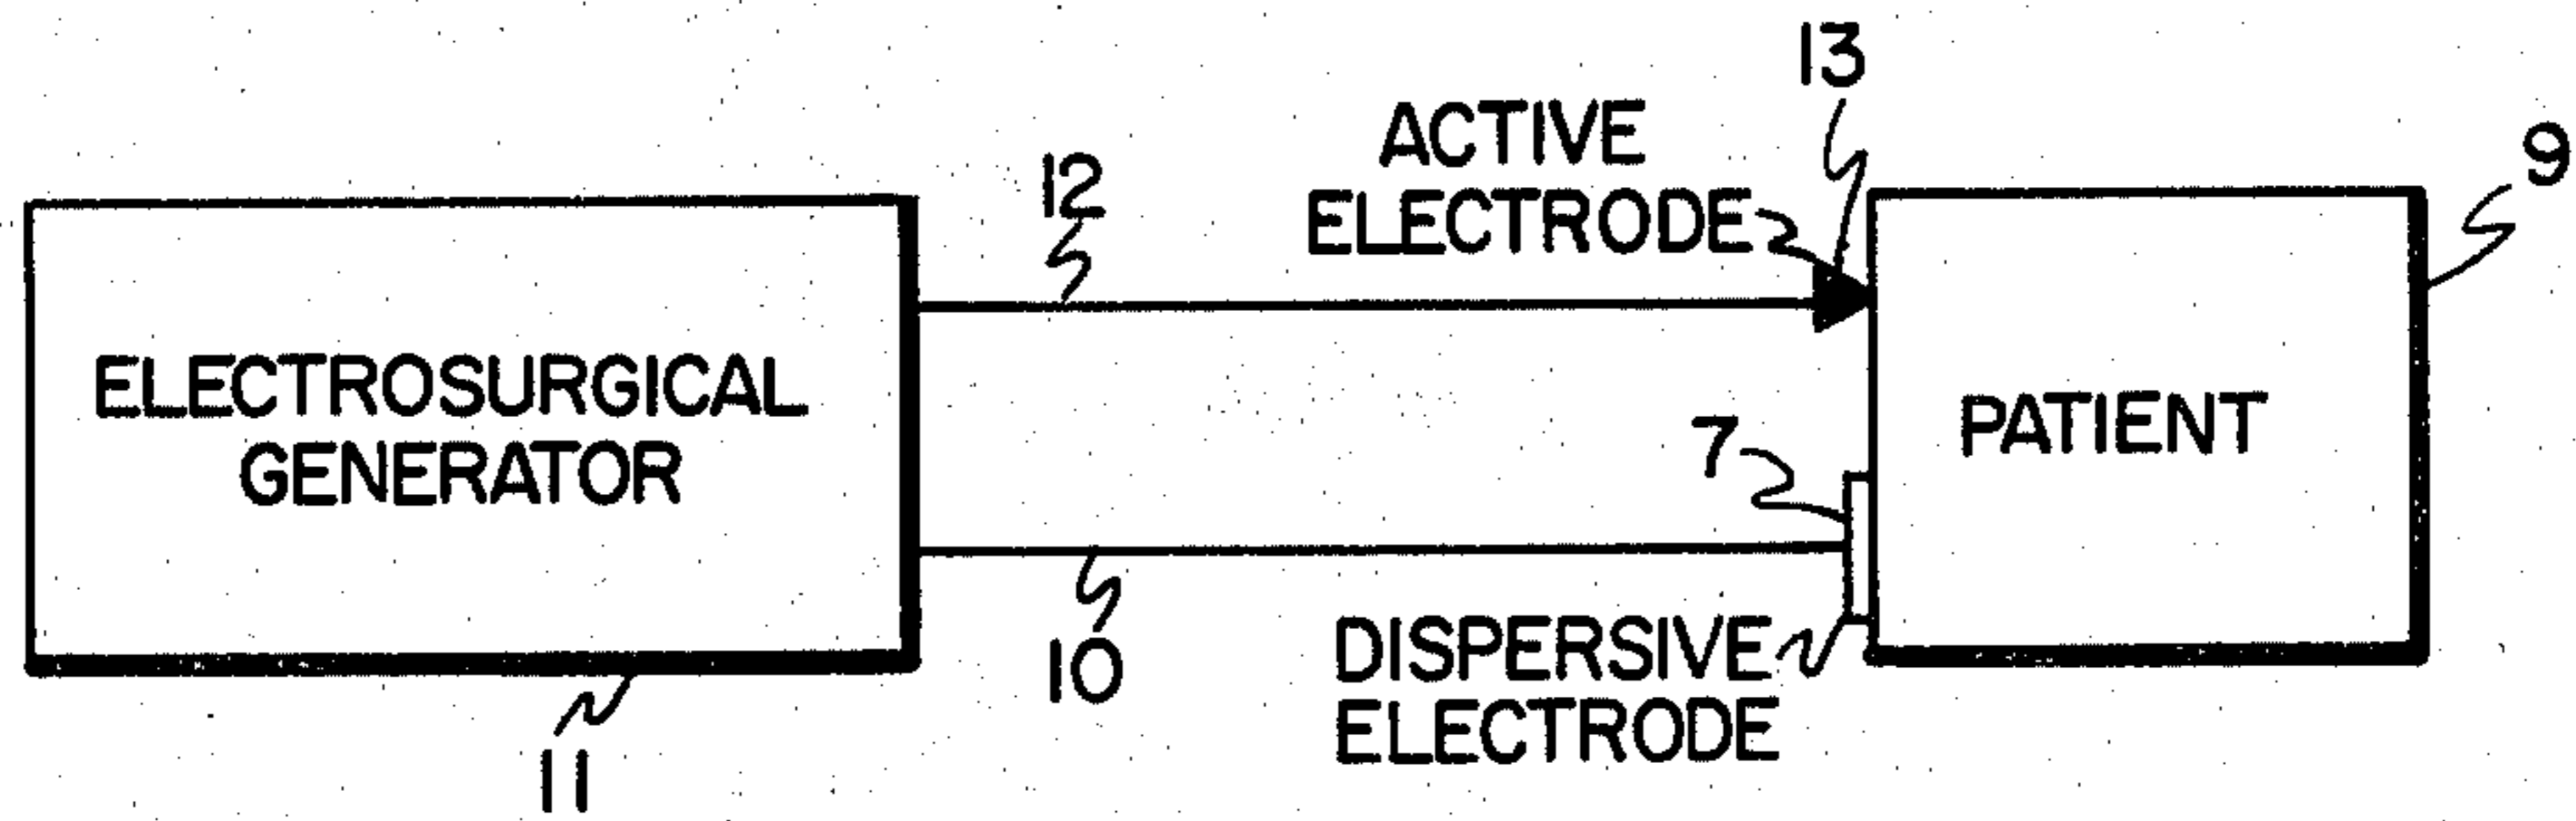 13
ACTIVE
ELECTRODE
9
12
ELECTROSURGICAL
GENERATOR
PATIENT
7
10
DISPERSIVE
ELECTRODE
11